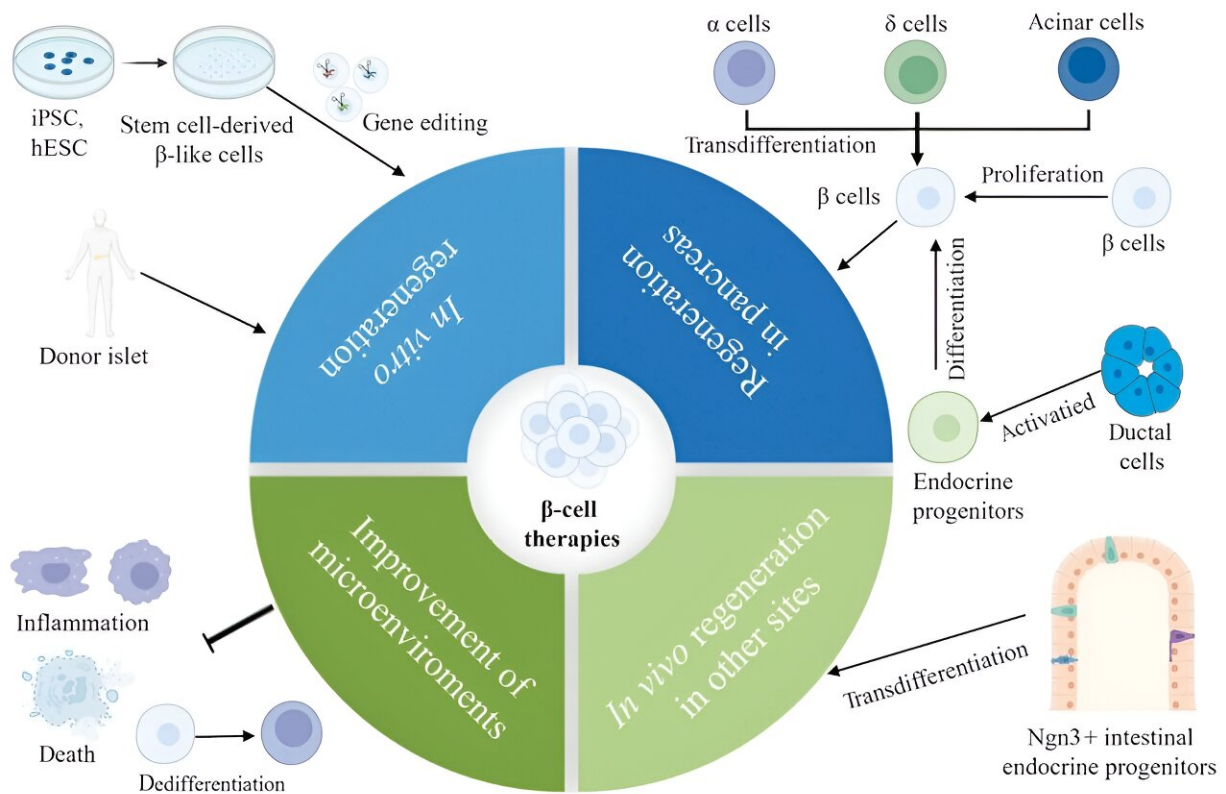 iPSC,
hESC
Stem cell-derived
β-like cells
Gene editing
Donor islet
In vitro
regeneration
α cells
δ cells
Acinar cells
Transdifferentiation
β cells
Proliferation
β cells
Differentiation
Activatied
Ductal
cells
Endocrine
progenitors
Regeneration
in pancreas
β-cell
therapies
Improvement of
microenviroments
In vivo regeneration
in other sites
Inflammation
Death
Dedifferentiation
Transdifferentiation
Ngn3+ intestinal
endocrine progenitors